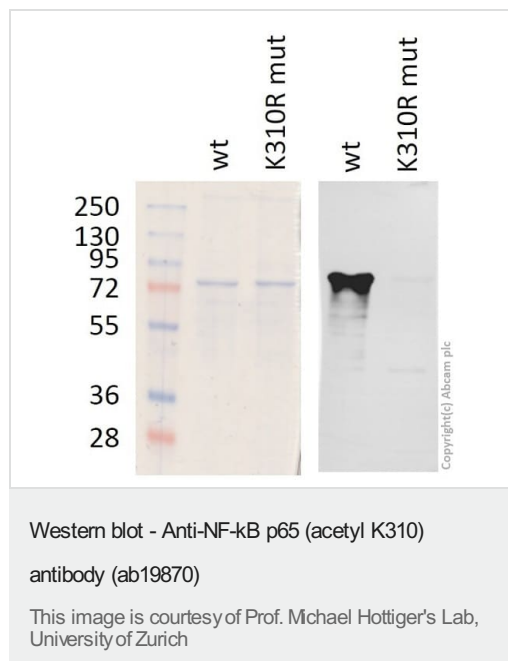 wt
K310R mut
wt
K310R mut
250
130
95
72
55
36
28
Copyright(c) Abcam plc
Western blot - Anti-NF-kB p65 (acetyl K310)
antibody (ab19870)
This image is courtesy of Prof. Michael Hottiger's Lab,
University of Zurich